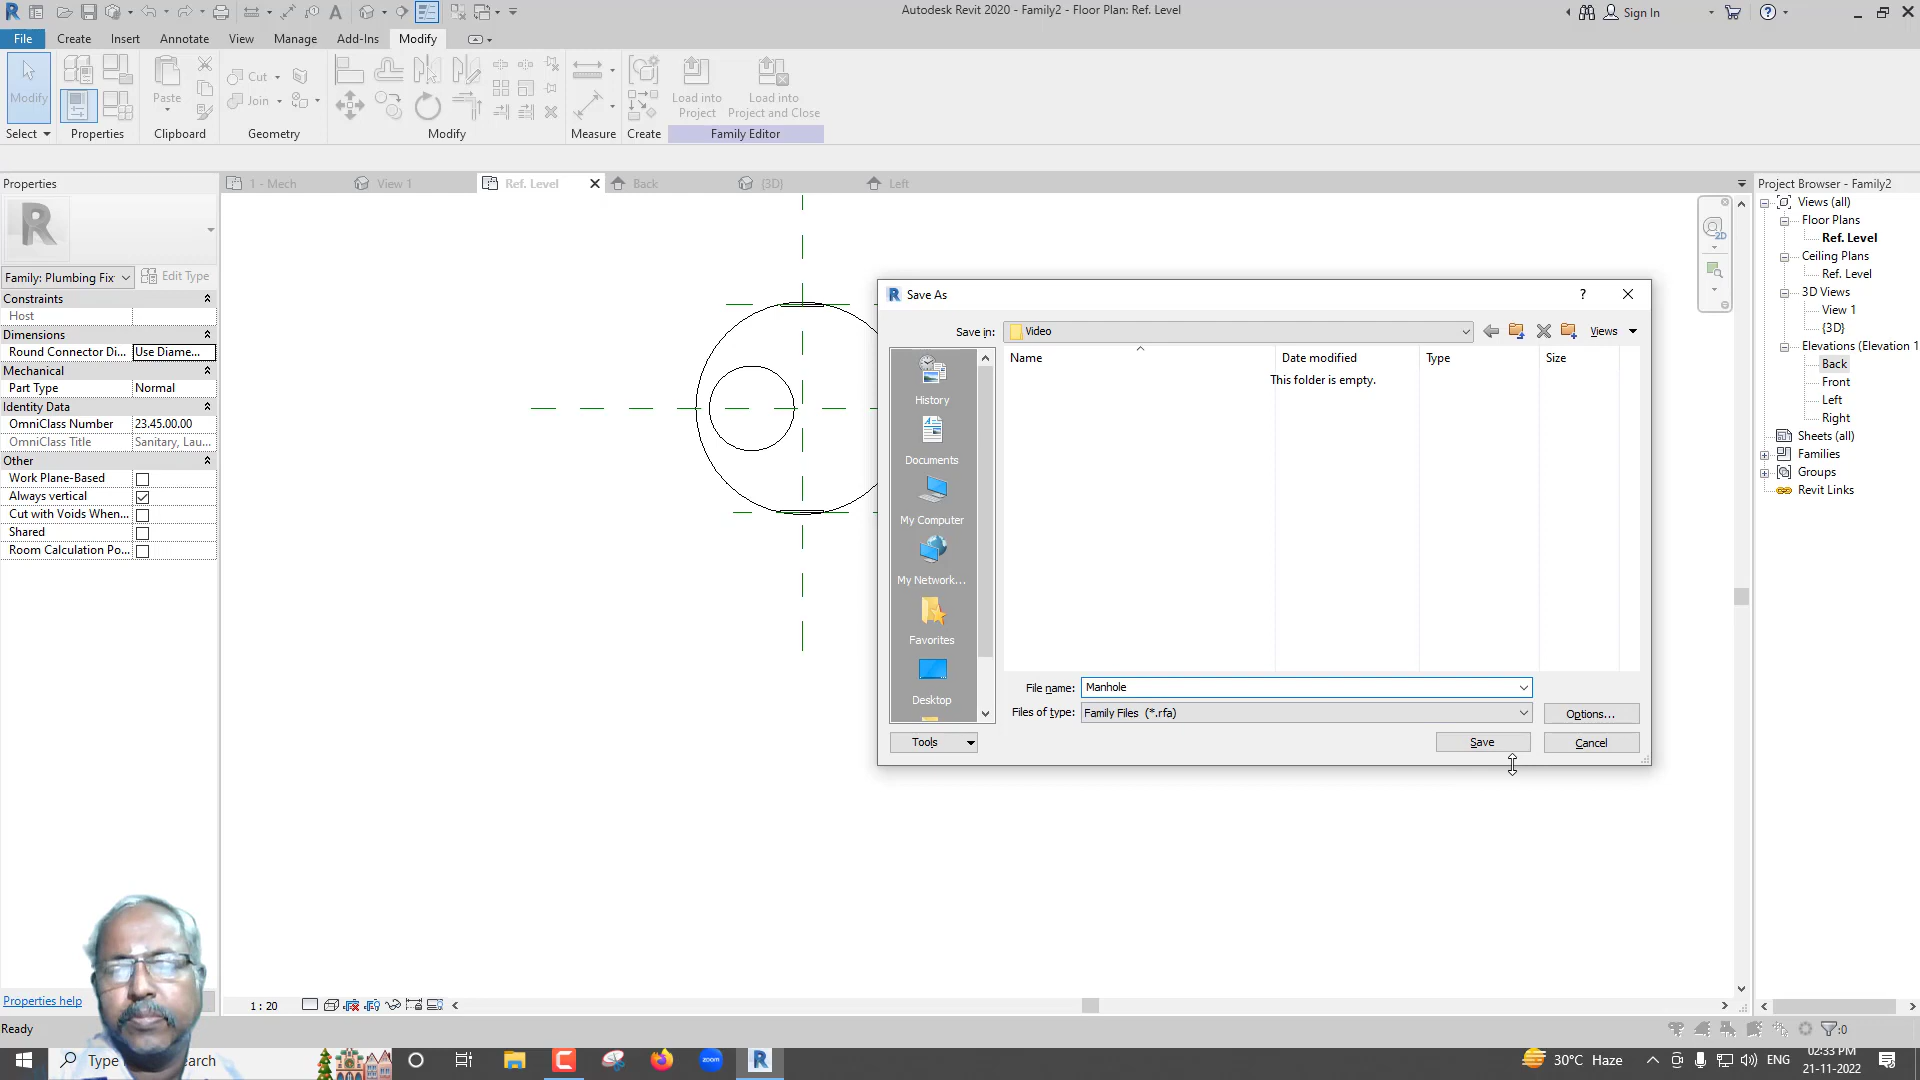 Autodesk Revit 2020 - Family2 - Floor Plan: Ref. Level
Sign In
File
Create
Insert
Annotate
View
Manage
Add-Ins
Modify
Modify
Paste
Cut
Join
Load into
Project
Load into
Project and Close
Select
Properties
Clipboard
Geometry
Modify
Measure
Create
Family Editor
Properties
1 - Mech
View 1
Ref. Level
Back
{3D}
Left
Project Browser - Family2
R
Family: Plumbing Fix
Edit Type
Constraints
Host
Dimensions
Round Connector Di... Use Diame...
Mechanical
Part Type Normal
Identity Data
OmniClass Number 23.45.00.00
OmniClass Title Sanitary, Lau...
Other
Work Plane-Based
Always vertical
Cut with Voids When...
Shared
Room Calculation Po...
Properties help
2D
Views (all)
Floor Plans
Ref. Level
Ceiling Plans
Ref. Level
3D Views
View 1
{3D}
Elevations (Elevation 1
Back
Front
Left
Right
Sheets (all)
Families
Groups
Revit Links
Save As
Save in:
Video
Views
Name
Date modified
Type
Size
This folder is empty.
History
Documents
My Computer
My Network...
Favorites
Desktop
File name: Manhole
Files of type: Family Files (*.rfa)
Options...
Tools
Save
Cancel
1 : 20
Ready
:0
Type
earch
zoom
R
30°C Haze
ENG
02:33 PM
21-11-2022